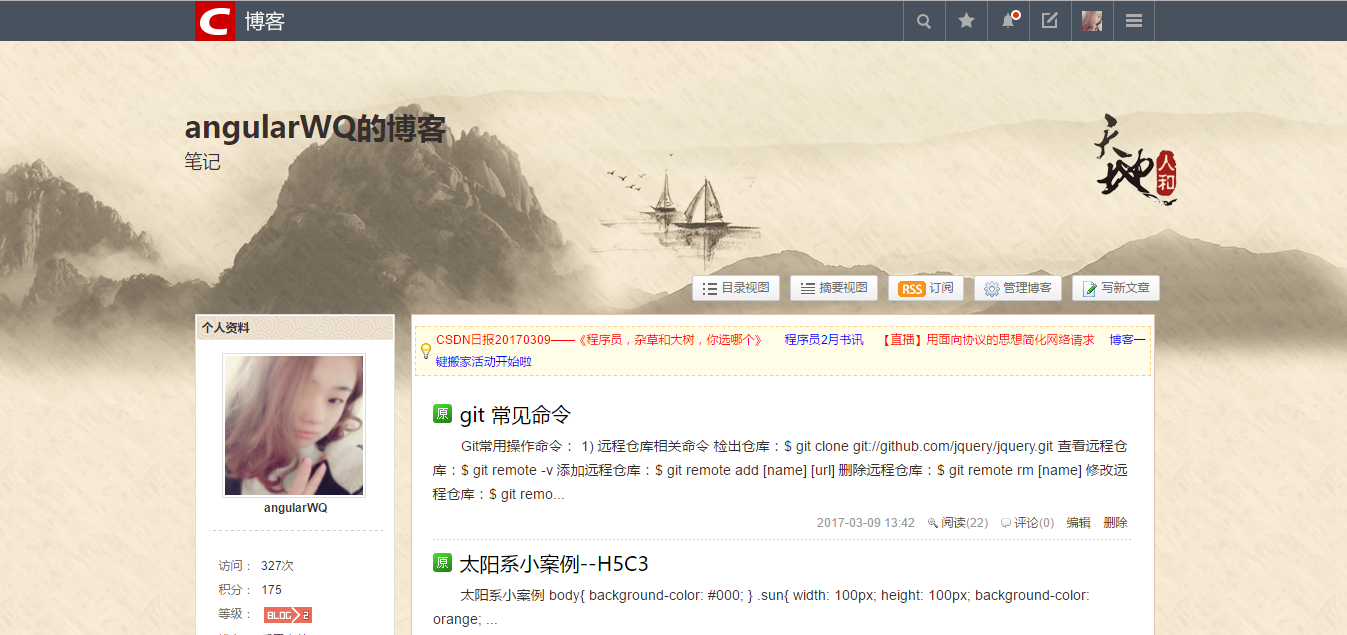 C 博客
angularWQ的博客
笔记
天地
人和
目录视图 摘要视图 RSS 订阅 管理博客 写新文章
个人资料
angularWQ
访问： 327次
积分： 175
等级： BLOG 2
CSDN日报20170309——《程序员，杂草和大树，你选哪个》 程序员2月书讯 【直播】用面向协议的思想简化网络请求 博客一
键搬家活动开始啦
原 git 常见命令
Git常用操作命令： 1) 远程仓库相关命令 检出仓库：$ git clone git://github.com/jquery/jquery.git 查看远程仓
库：$ git remote -v 添加远程仓库：$ git remote add [name] [url] 删除远程仓库：$ git remote rm [name] 修改远
程仓库：$ git remo...
2017-03-09 13:42 阅读(22) 评论(0) 编辑 删除
原 太阳系小案例--H5C3
太阳系小案例 body{ background-color: #000; } .sun{ width: 100px; height: 100px; background-color:
orange; ...